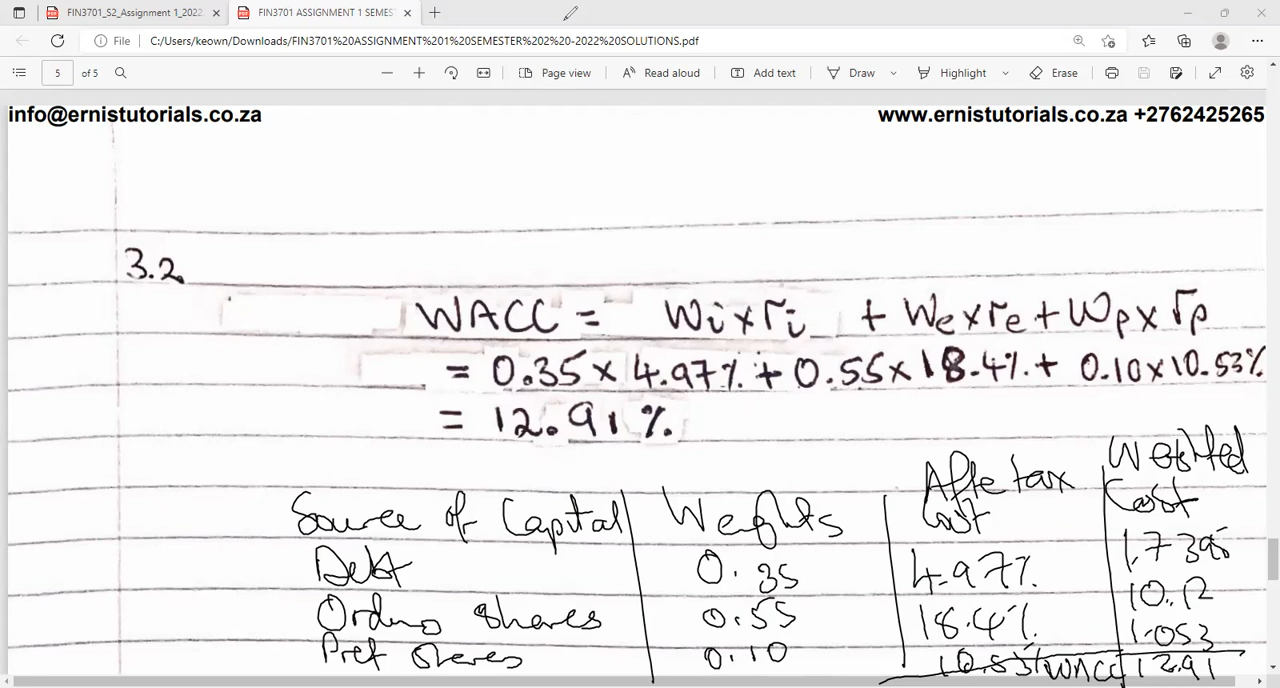 FIN3701_S2_Assignment 1_2022.
FIN3701 ASSIGNMENT 1 SEMES
File C:/Users/keown/Downloads/FIN3701%20ASSIGNMENT%201%20SEMESTER%202%20-2022%20SOLUTIONS.pdf
5 of 5 Page view Read aloud Add text Draw Highlight Erase
info@ernistutorials.co.za www.ernistutorials.co.za +2762425265
3.2.
WACC = Wi x ri + We x re + Wp x rp
= 0.35 x 4.97% + 0.55 x 18.4% + 0.10 x 10.53%
= 12.91 %.
Source of Capital Weights After tax Cost Weighted Cost
Debt 0.35 4.97% 1.7395
Ordinary shares 0.55 18.4% 10.12
Pref shares 0.10 10.53% 1.053
WACC 12.91